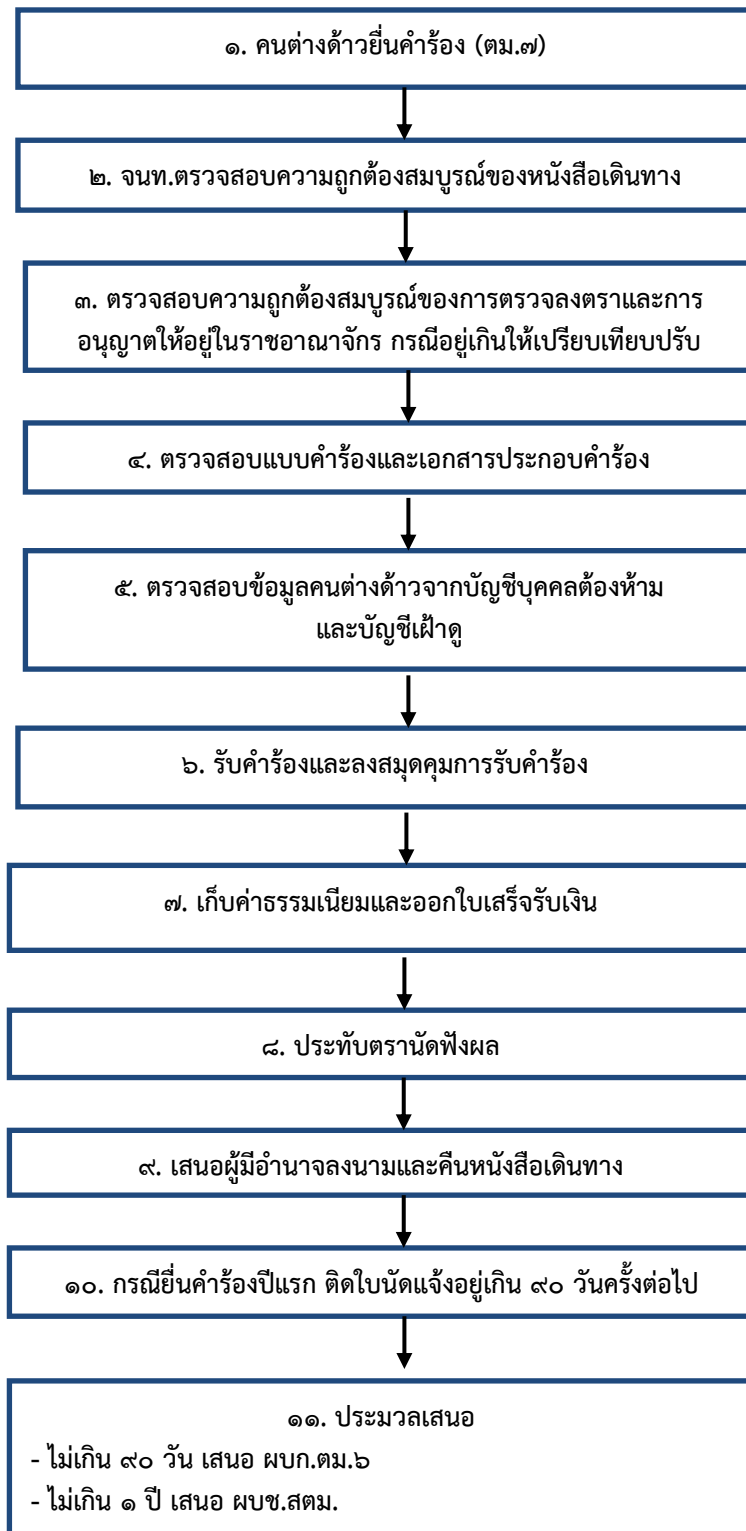 ๑. คนต่างด้าวยื่นคำร้อง (ตม.๗)
๒. จนท.ตรวจสอบความถูกต้องสมบูรณ์ของหนังสือเดินทาง
๓. ตรวจสอบความถูกต้องสมบูรณ์ของการตรวจลงตราและการ
อนุญาตให้อยู่ในราชอาณาจักร กรณีอยู่เกินให้เปรียบเทียบปรับ
๔. ตรวจสอบแบบคำร้องและเอกสารประกอบคำร้อง
๕. ตรวจสอบข้อมูลคนต่างด้าวจากบัญชีบุคคลต้องห้าม
และบัญชีเฝ้าดู
๖. รับคำร้องและลงสมุดคุมการรับคำร้อง
๗. เก็บค่าธรรมเนียมและออกใบเสร็จรับเงิน
๘. ประทับตรานัดฟังผล
๙. เสนอผู้มีอำนาจลงนามและคืนหนังสือเดินทาง
๑๐. กรณียื่นคำร้องปีแรก ติดใบนัดแจ้งอยู่เกิน ๙๐ วันครั้งต่อไป
๑๑. ประมวลเสนอ
- ไม่เกิน ๙๐ วัน เสนอ ผบก.ตม.๖
- ไม่เกิน ๑ ปี เสนอ ผบช.สตม.